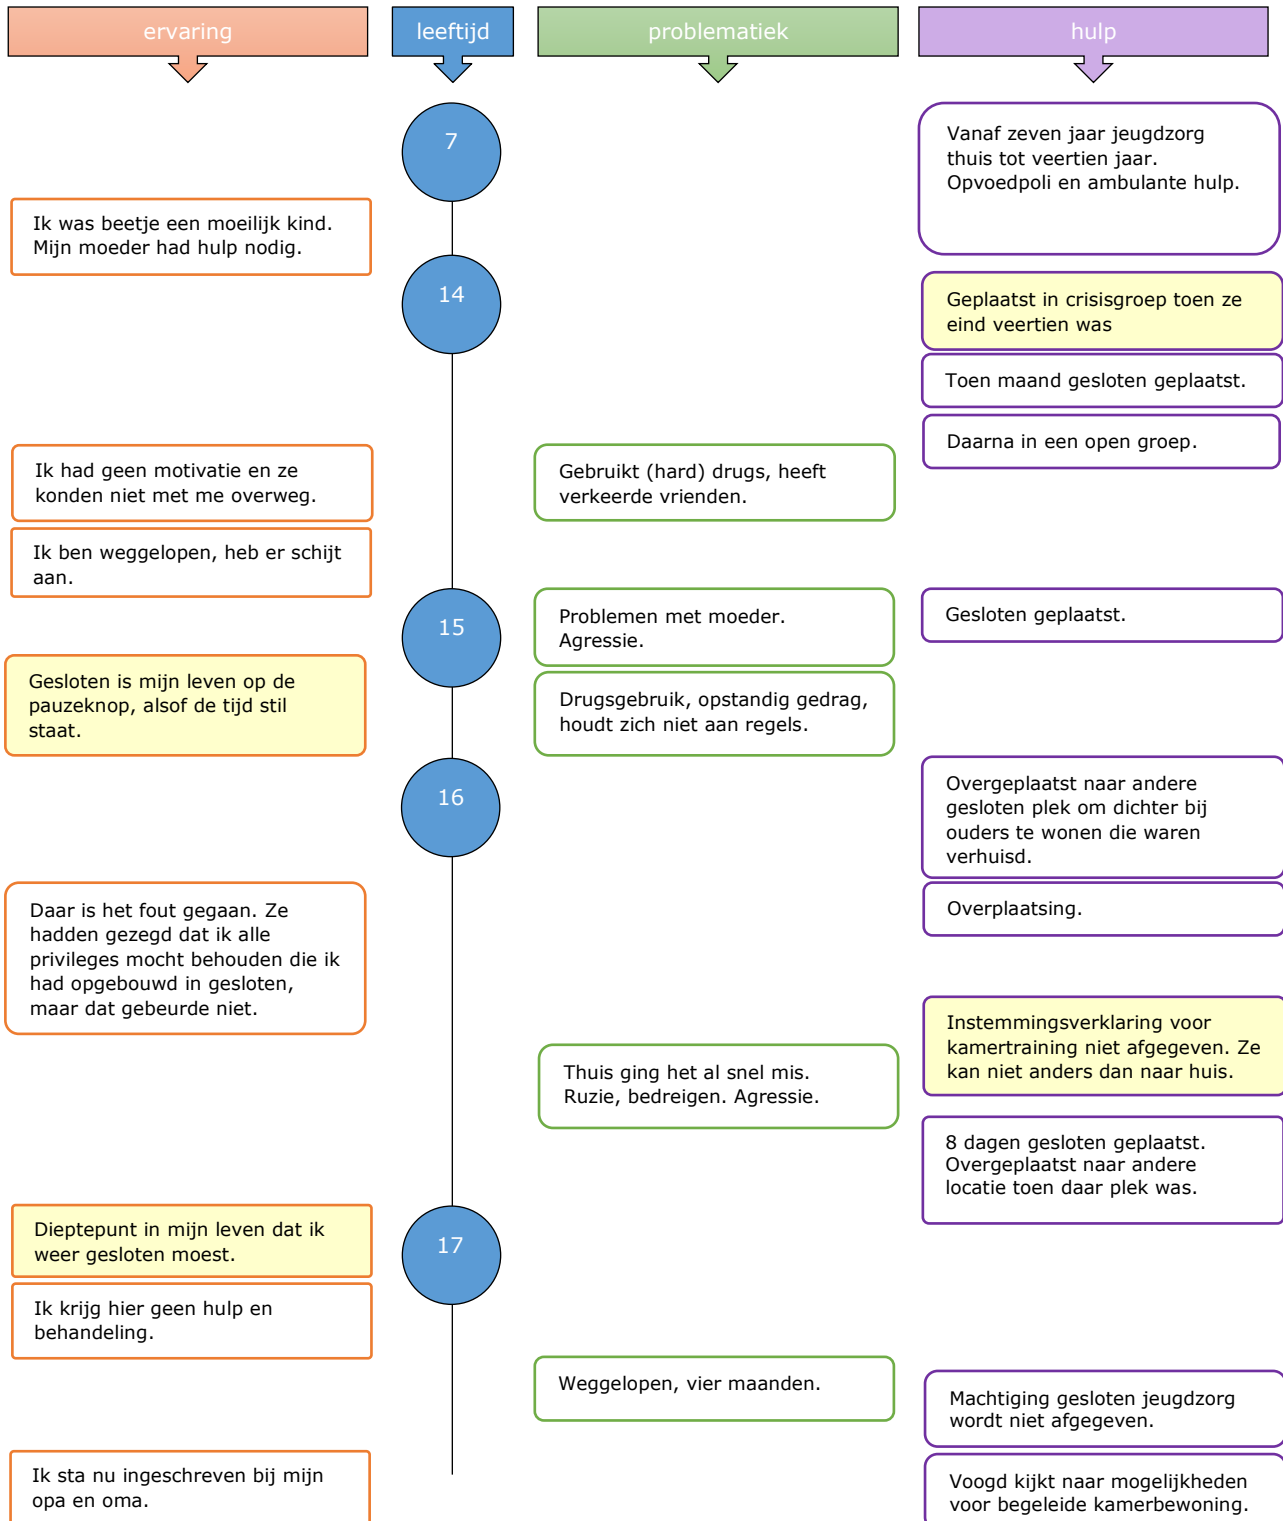 ervaring
leeftijd
problematiek
hulp
7
Vanaf zeven jaar jeugdzorg
thuis tot veertien jaar.
Opvoedpoli en ambulante hulp.
Ik was beetje een moeilijk kind.
Mijn moeder had hulp nodig.
14
Geplaatst in crisisgroep toen ze
eind veertien was
Toen maand gesloten geplaatst.
Daarna in een open groep.
Ik had geen motivatie en ze
konden niet met me overweg.
Gebruikt (hard) drugs, heeft
verkeerde vrienden.
Ik ben weggelopen, heb er schijt
aan.
15
Problemen met moeder.
Agressie.
Gesloten geplaatst.
Gesloten is mijn leven op de
pauzeknop, alsof de tijd stil
staat.
Drugsgebruik, opstandig gedrag,
houdt zich niet aan regels.
16
Overgeplaatst naar andere
gesloten plek om dichter bij
ouders te wonen die waren
verhuisd.
Overplaatsing.
Daar is het fout gegaan. Ze
hadden gezegd dat ik alle
privileges mocht behouden die ik
had opgebouwd in gesloten,
maar dat gebeurde niet.
Instemmingsverklaring voor
kamertraining niet afgegeven. Ze
kan niet anders dan naar huis.
Thuis ging het al snel mis.
Ruzie, bedreigen. Agressie.
8 dagen gesloten geplaatst.
Overgeplaatst naar andere
locatie toen daar plek was.
Dieptepunt in mijn leven dat ik
weer gesloten moest.
17
Ik krijg hier geen hulp en
behandeling.
Weggelopen, vier maanden.
Machtiging gesloten jeugdzorg
wordt niet afgegeven.
Ik sta nu ingeschreven bij mijn
opa en oma.
Voogd kijkt naar mogelijkheden
voor begeleide kamerbewoning.